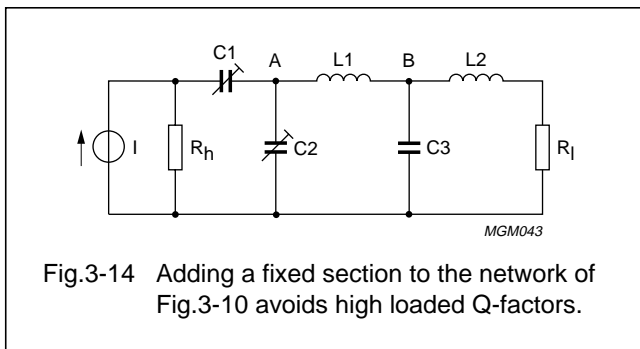 C1 A L1 B L2
I Rh C2 C3 Rl
MGM043
Fig.3-14 Adding a fixed section to the network of
Fig.3-10 avoids high loaded Q-factors.